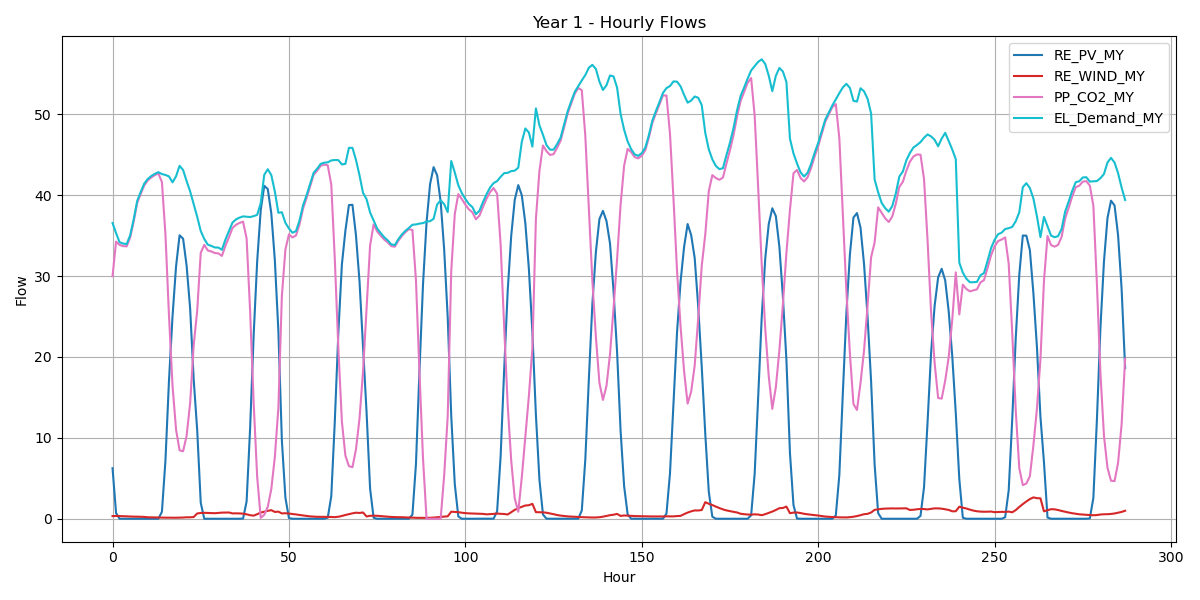 Year 1 - Hourly Flows
RE_PV_MY
RE_WIND_MY
PP_CO2_MY
EL_Demand_MY
Flow
50
40
30
20
10
0
0
50
100
150
200
250
300
Hour